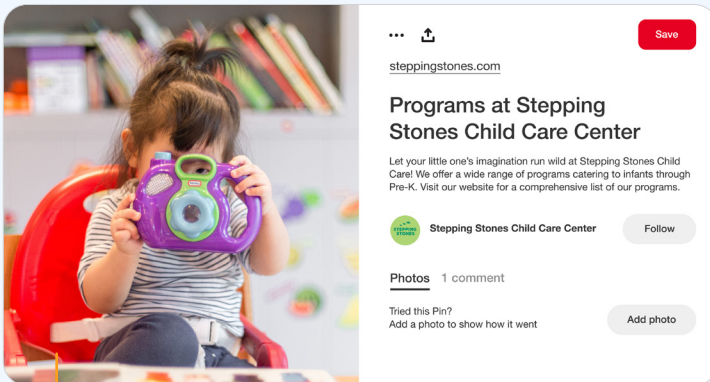 Save
steppingstones.com
Programs at Stepping
Stones Child Care Center
Let your little one's imagination run wild at Stepping Stones Child
Care! We offer a wide range of programs catering to infants through
Pre-K. Visit our website for a comprehensive list of our programs.
STEPPING
STONES
Stepping Stones Child Care Center
Follow
Photos 1 comment
Tried this Pin?
Add a photo to show how it went
Add photo